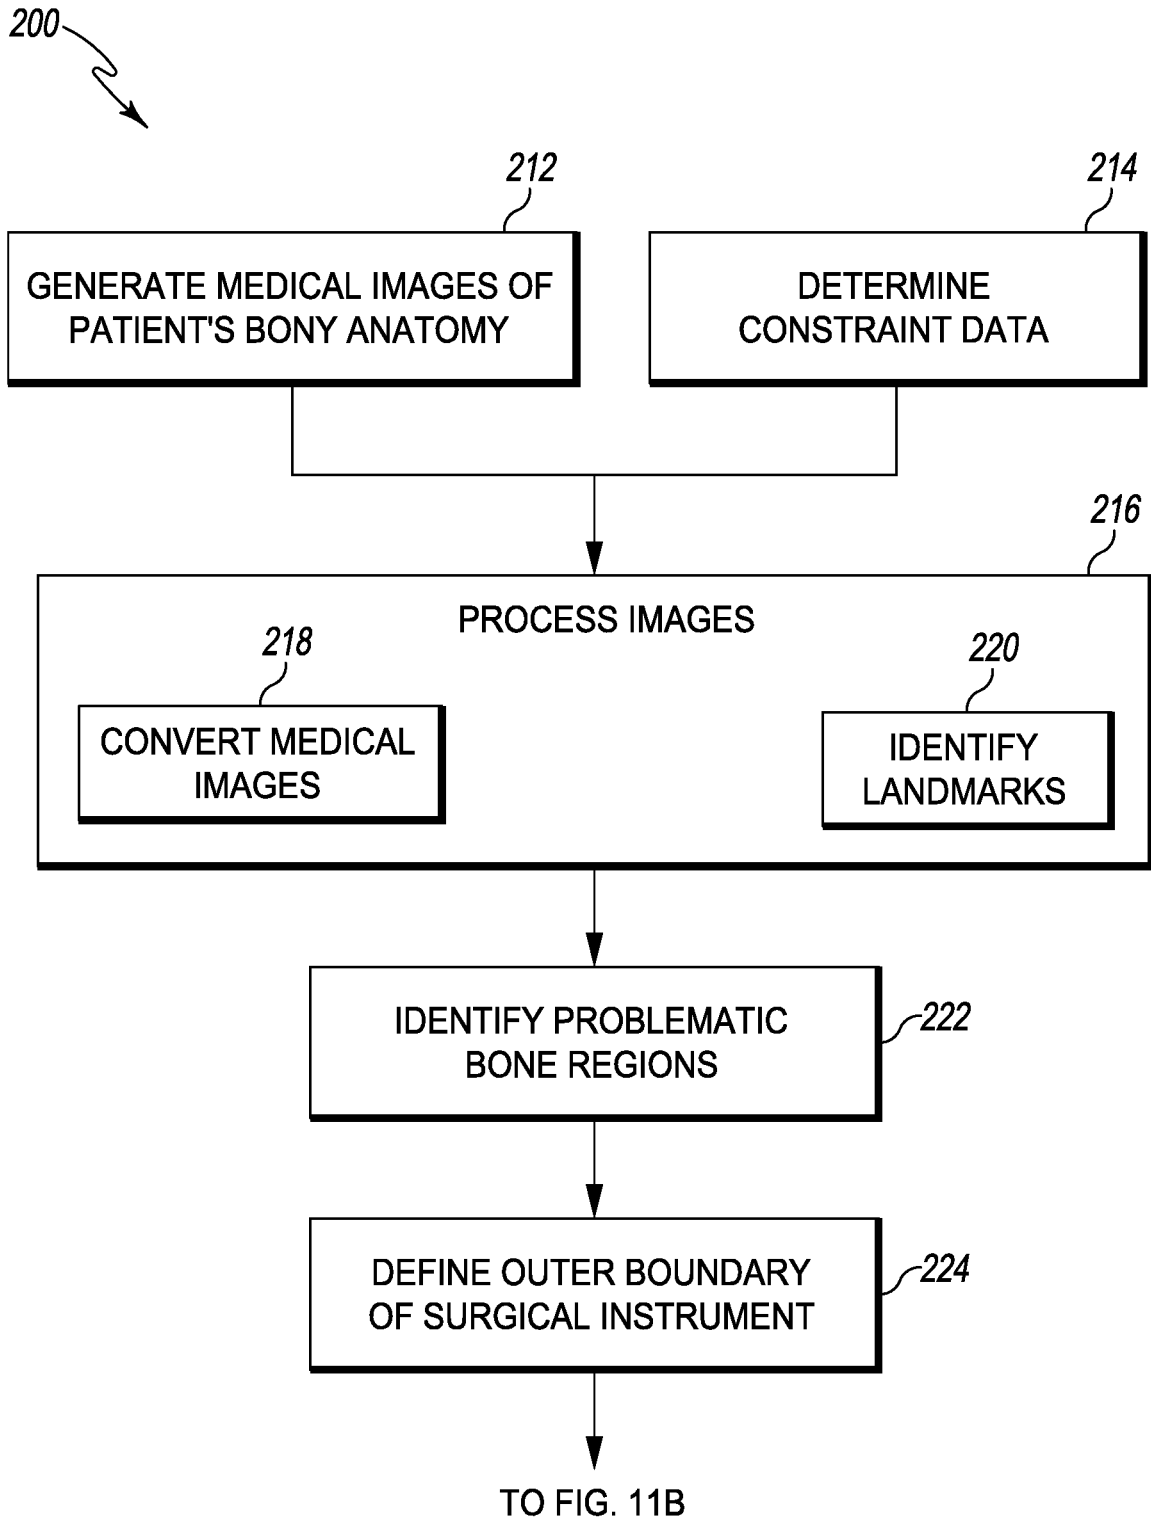 200
212
214
GENERATE MEDICAL IMAGES OF
PATIENT'S BONY ANATOMY
DETERMINE
CONSTRAINT DATA
216
PROCESS IMAGES
218
220
CONVERT MEDICAL
IMAGES
IDENTIFY
LANDMARKS
IDENTIFY PROBLEMATIC
BONE REGIONS
222
DEFINE OUTER BOUNDARY
OF SURGICAL INSTRUMENT
224
TO FIG. 11B